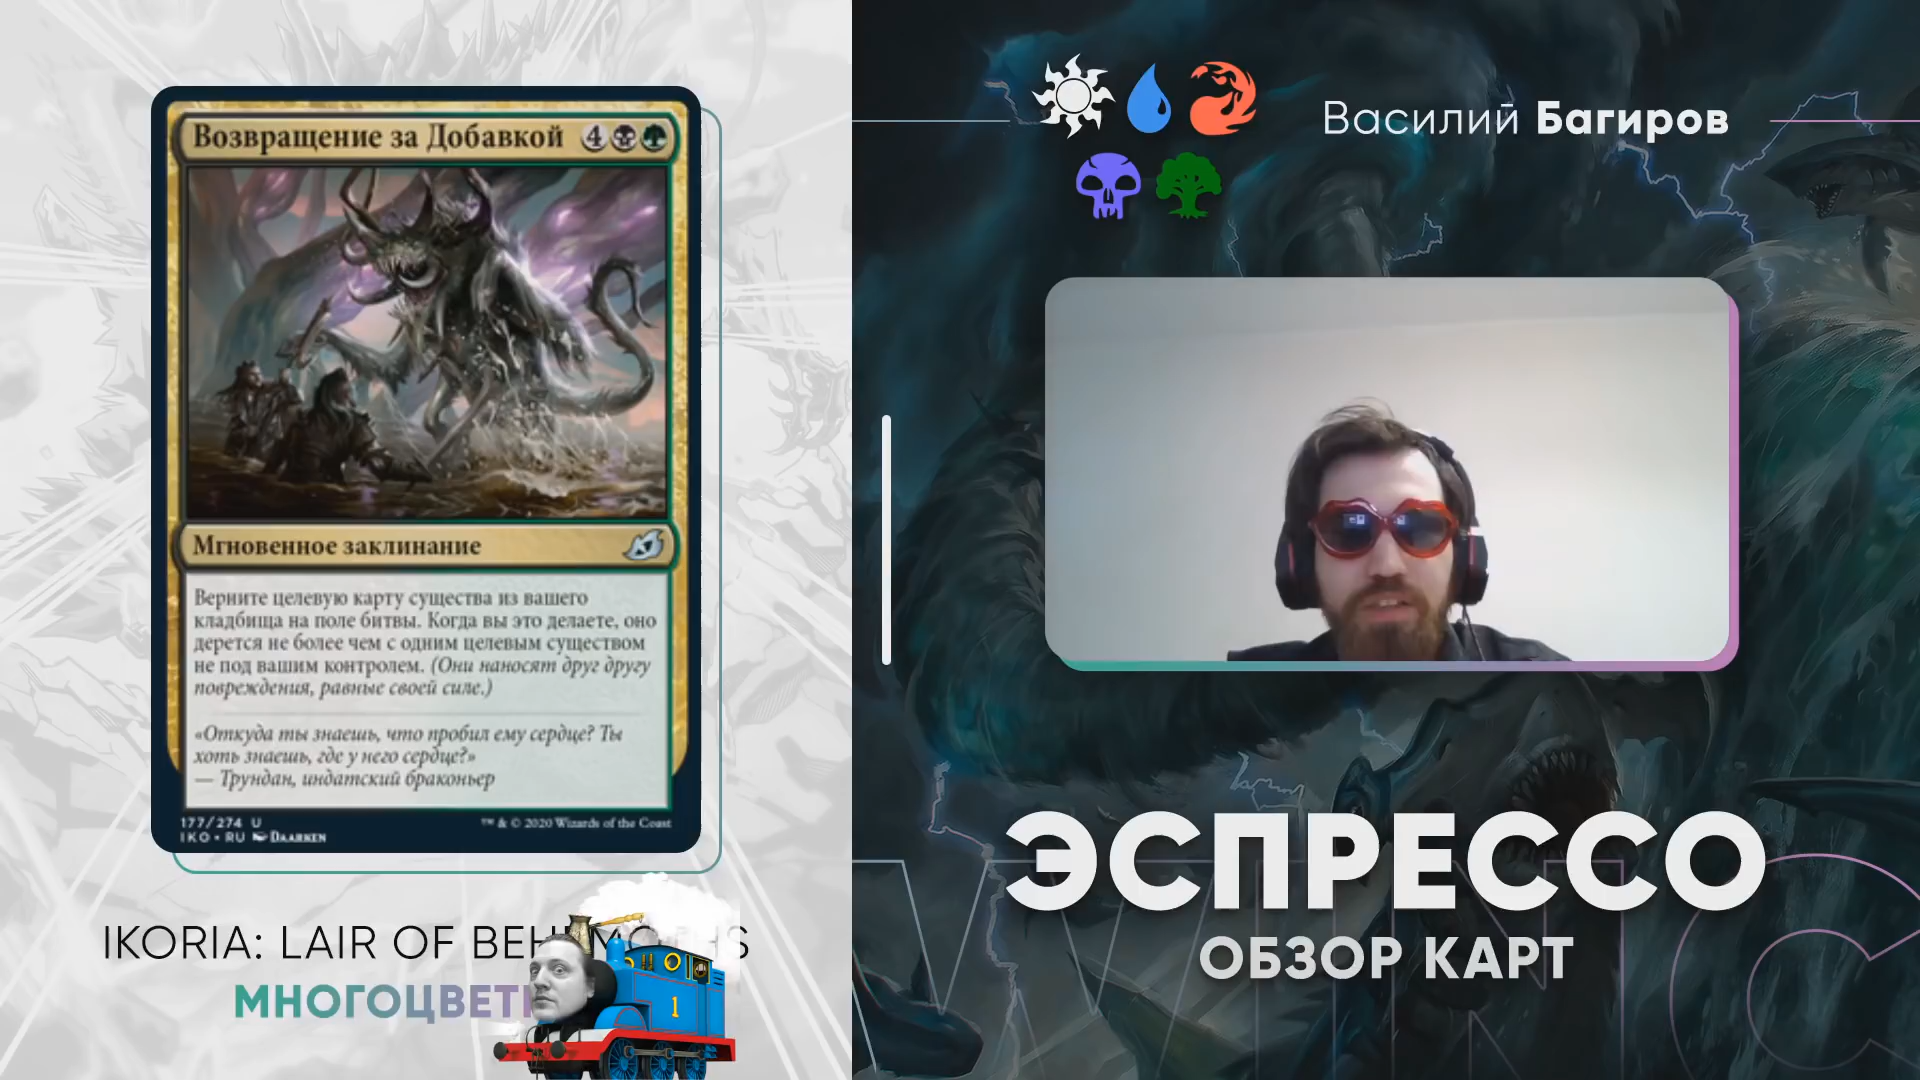 Возвращение за Добавкой 4
Мгновенное заклинание
Верните целевую карту существа из вашего
кладбища на поле битвы. Когда вы это делаете, оно
дерется не более чем с одним целевым существом
не под вашим контролем. (Они наносят друг другу
повреждения, равные своей силе.)
«Откуда ты знаешь, что пробил ему сердце? Ты
хоть знаешь, где у него сердце?»
— Трундан, индатский браконьер
177/274 U
IKO • RU DAARKEN
™ & © 2020 Wizards of the Coast
IKORIA: LAIR OF
1
Василий Багиров
ЭСПРЕССО
ОБЗОР КАРТ